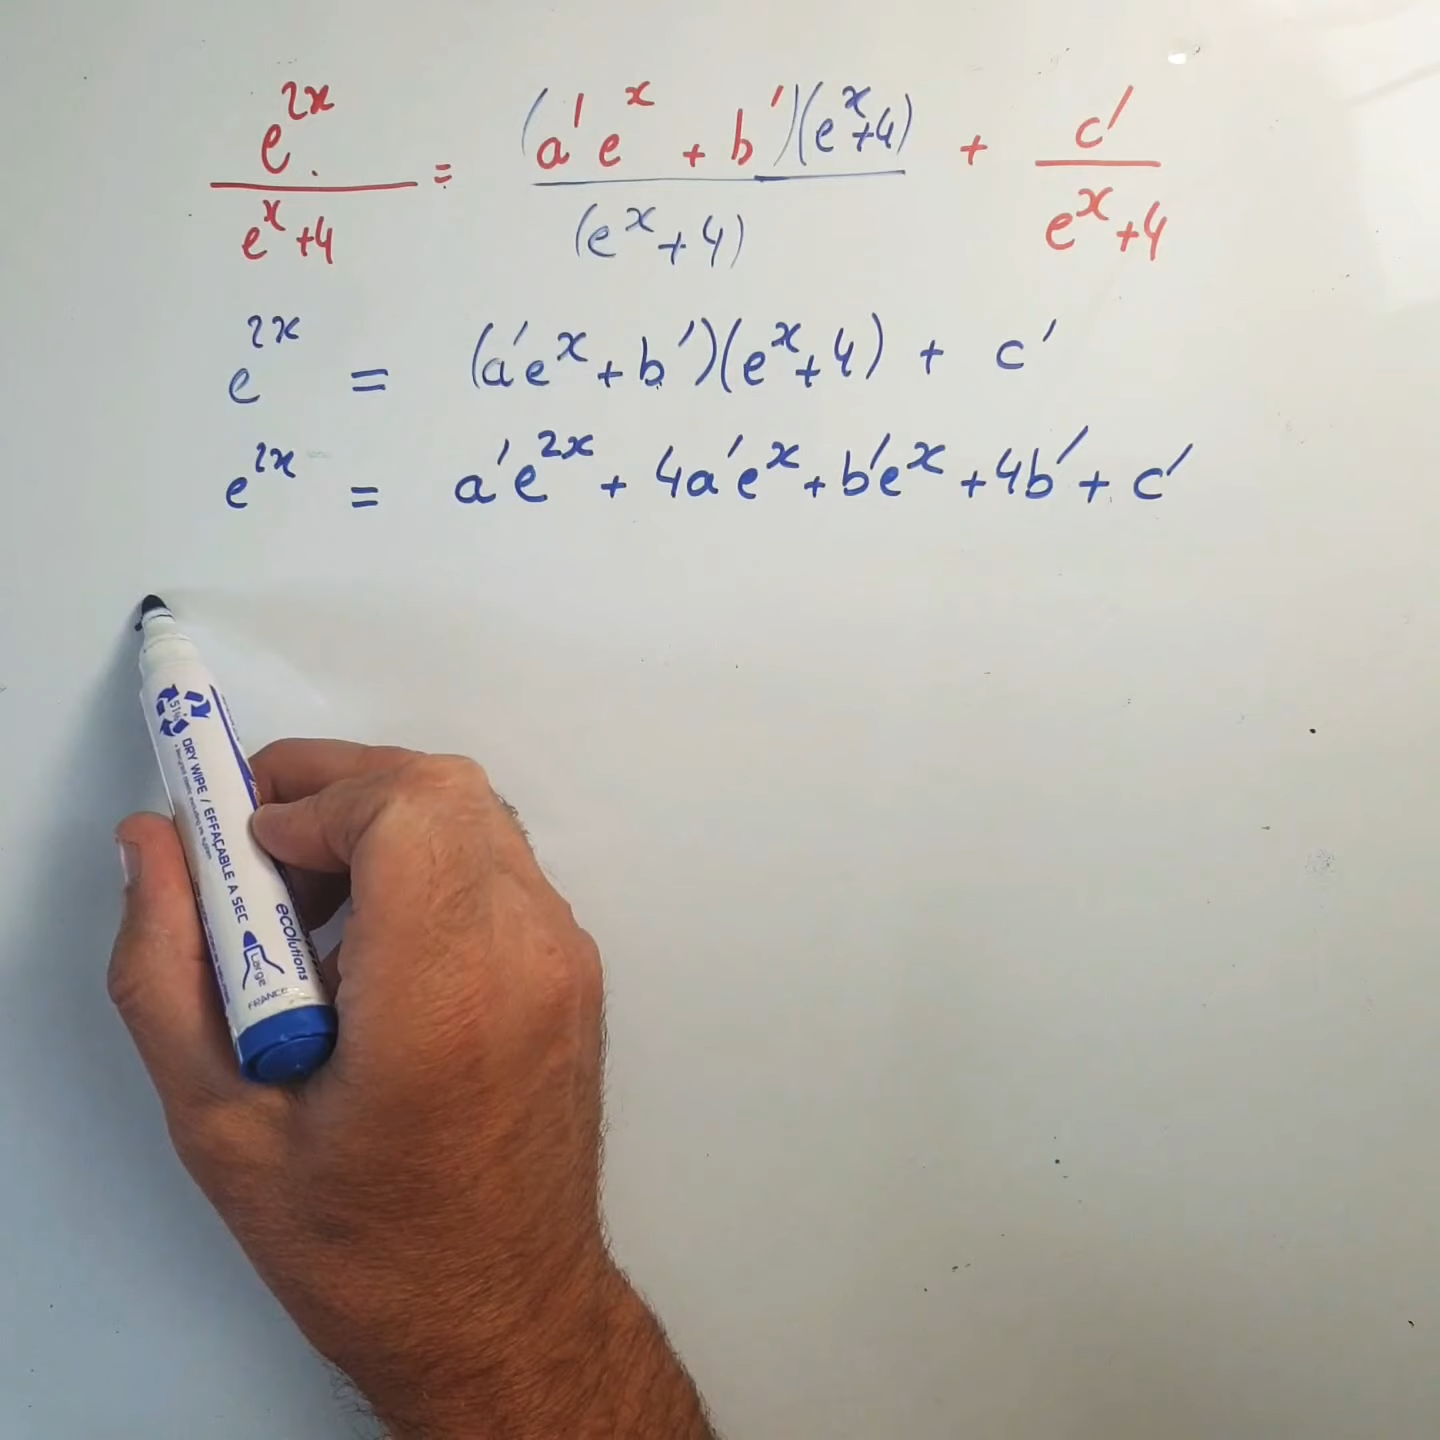 e^{2x} / (e^x+4) = (a'e^x + b')(e^x+4) / (e^x+4) + c' / (e^x+4)
e^{2x} = (a'e^x + b')(e^x+4) + c'
e^{2x} = a'e^{2x} + 4a'e^x + b'e^x + 4b' + c'
DRY WIPE / EFFAÇABLE A SEC
ecolutions
Large
FRANCE